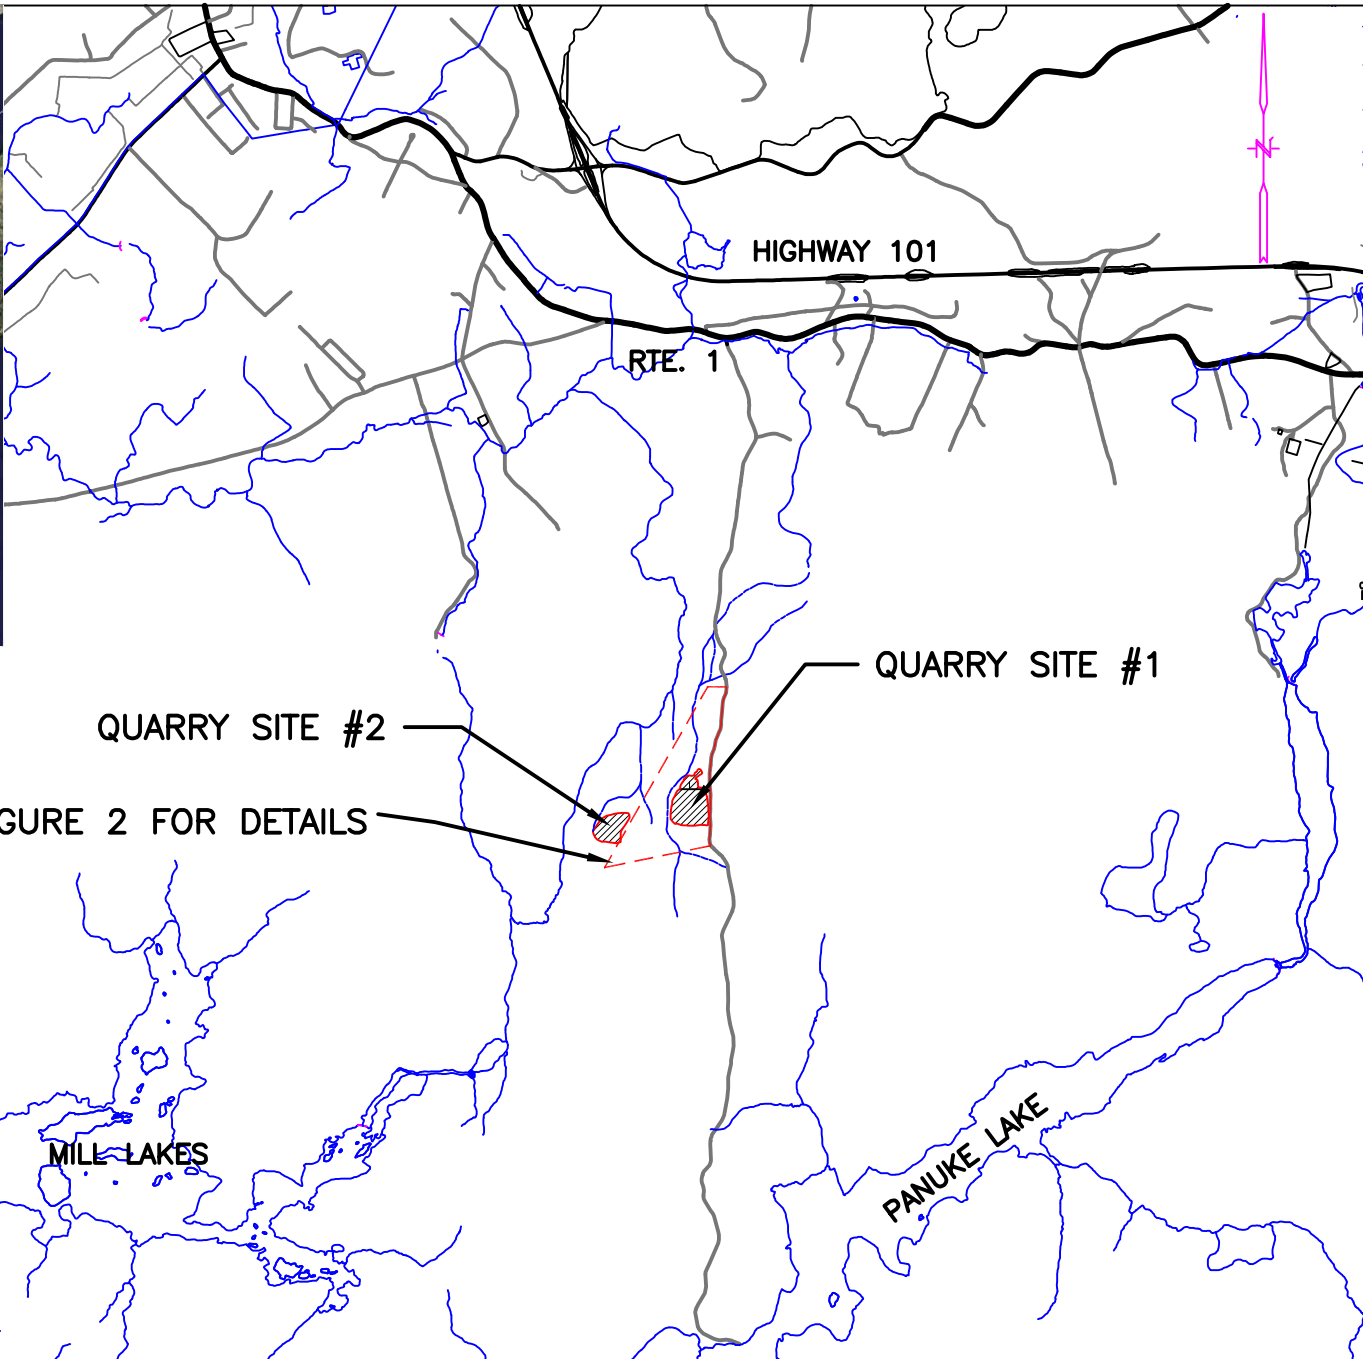 HIGHWAY 101
RTE. 1
QUARRY SITE #1
QUARRY SITE #2
GURE 2 FOR DETAILS
PANUKE LAKE
MILL LAKES
N